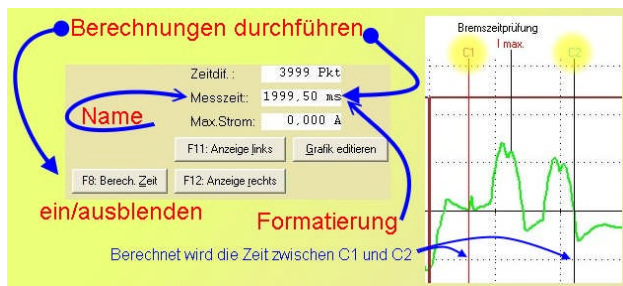 Berechnungen durchführen
Zeitdif. : 3999 Pkt
Messzeit: 1999,50 ms
Max.Strom: 0,000 A
Name
F11: Anzeige links Grafik editieren
F8: Berech. Zeit F12: Anzeige rechts
ein/ausblenden
Formatierung
Berechnet wird die Zeit zwischen C1 und C2
Bremszeitprüfung
I max.
C1 C2